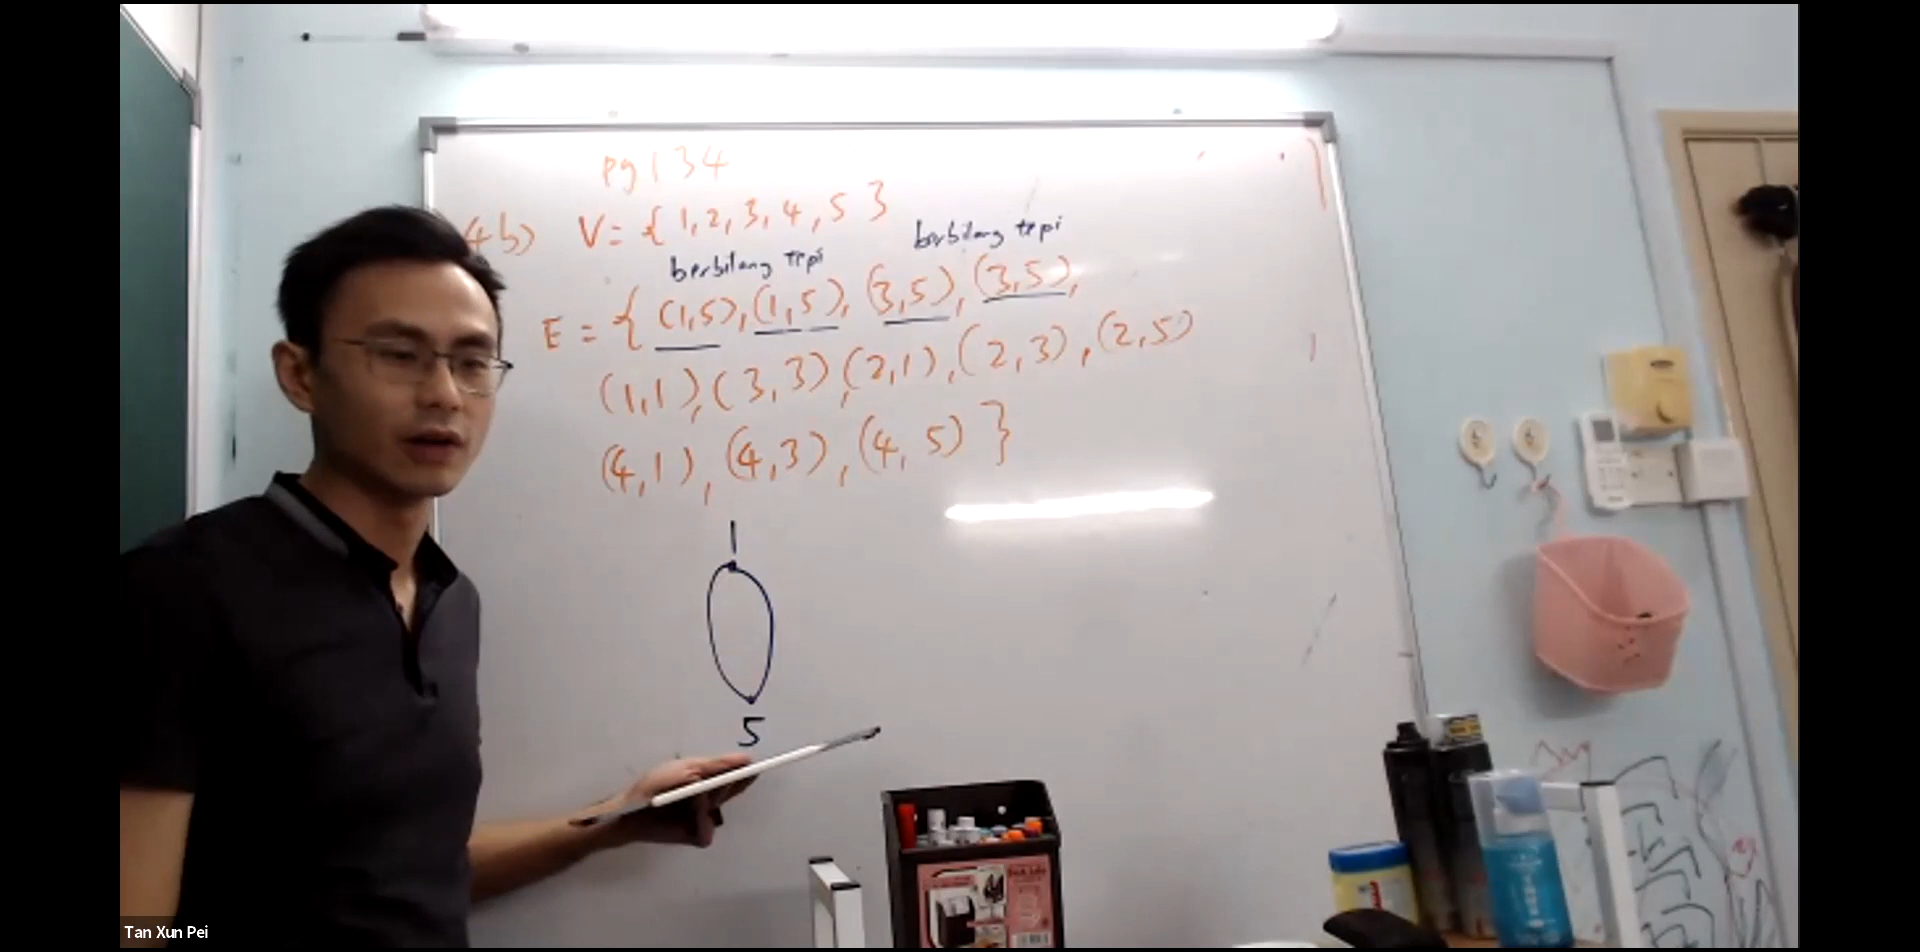 pg 134
4b) V = { 1, 2, 3, 4, 5 }
berbilang tepi berbilang tepi
E = { (1,5), (1,5), (3,5), (3,5),
(1,1), (3,3), (2,1), (2,3), (2,5)
(4,1), (4,3), (4,5) }
1
5
Tan Xun Pei